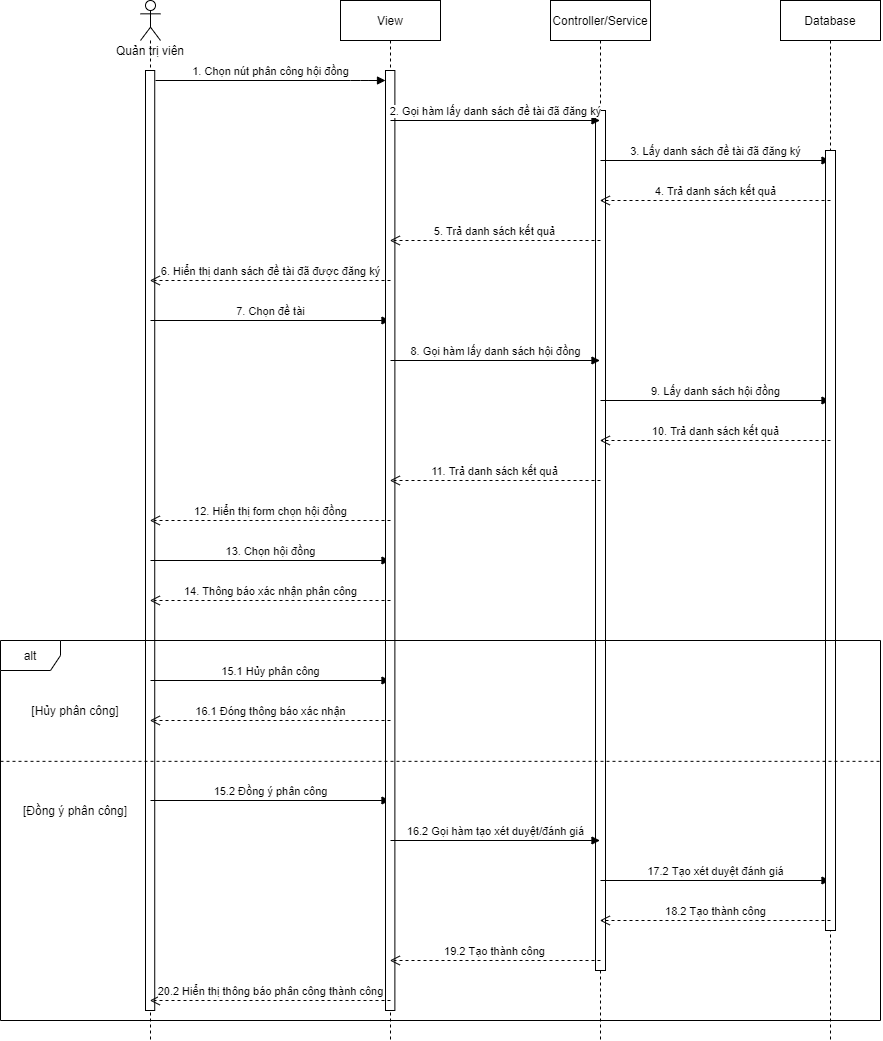 Quản trị viên
View
Controller/Service
Database
1. Chọn nút phân công hội đồng
2. Gọi hàm lấy danh sách đề tài đã đăng ký
3. Lấy danh sách đề tài đã đăng ký
4. Trả danh sách kết quả
5. Trả danh sách kết quả
6. Hiển thị danh sách đề tài đã được đăng ký
7. Chọn đề tài
8. Gọi hàm lấy danh sách hội đồng
9. Lấy danh sách hội đồng
10. Trả danh sách kết quả
11. Trả danh sách kết quả
12. Hiển thị form chọn hội đồng
13. Chọn hội đồng
14. Thông báo xác nhận phân công
alt
15.1 Hủy phân công
[Hủy phân công]
16.1 Đóng thông báo xác nhận
15.2 Đồng ý phân công
[Đồng ý phân công]
16.2 Gọi hàm tạo xét duyệt/đánh giá
17.2 Tạo xét duyệt đánh giá
18.2 Tạo thành công
19.2 Tạo thành công
20.2 Hiển thị thông báo phân công thành công